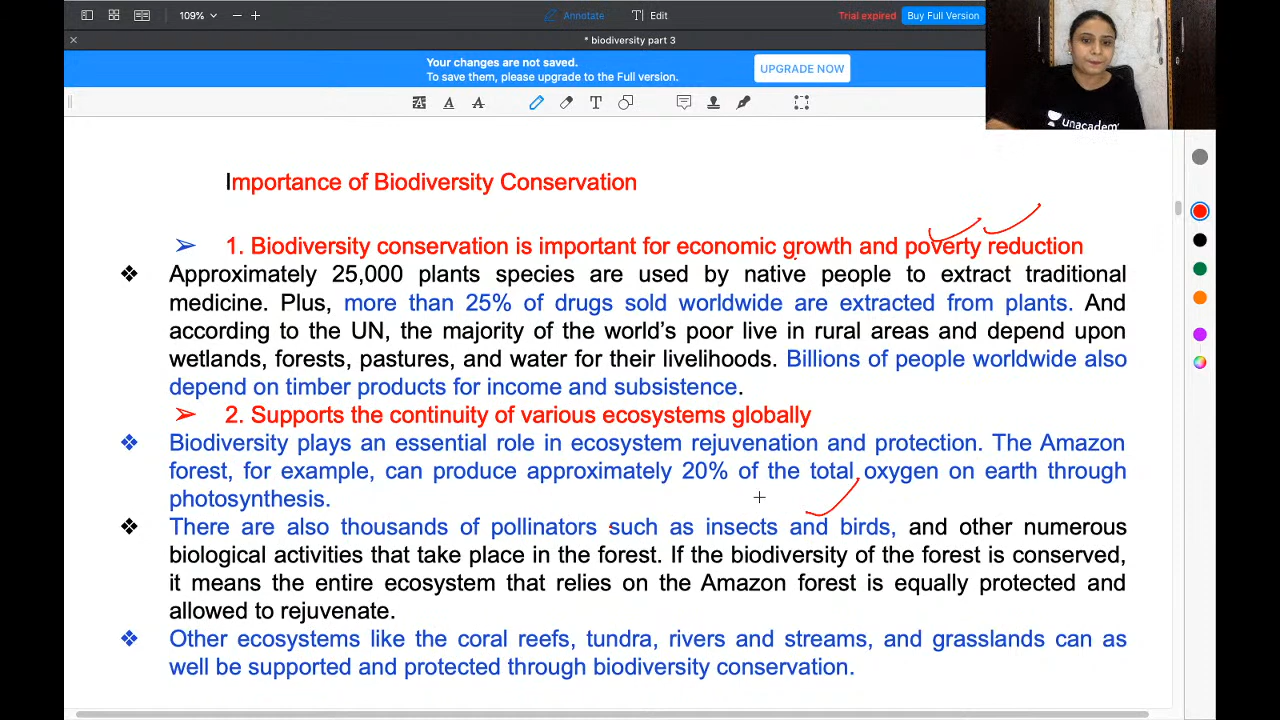 109%
Annotate
Edit
Trial expired
Buy Full Version
* biodiversity part 3
Your changes are not saved.
To save them, please upgrade to the Full version.
UPGRADE NOW
unacademy
Importance of Biodiversity Conservation
➢ 1. Biodiversity conservation is important for economic growth and poverty reduction
❖ Approximately 25,000 plants species are used by native people to extract traditional
medicine. Plus, more than 25% of drugs sold worldwide are extracted from plants. And
according to the UN, the majority of the world's poor live in rural areas and depend upon
wetlands, forests, pastures, and water for their livelihoods. Billions of people worldwide also
depend on timber products for income and subsistence.
➢ 2. Supports the continuity of various ecosystems globally
❖ Biodiversity plays an essential role in ecosystem rejuvenation and protection. The Amazon
forest, for example, can produce approximately 20% of the total oxygen on earth through
photosynthesis.
❖ There are also thousands of pollinators such as insects and birds, and other numerous
biological activities that take place in the forest. If the biodiversity of the forest is conserved,
it means the entire ecosystem that relies on the Amazon forest is equally protected and
allowed to rejuvenate.
❖ Other ecosystems like the coral reefs, tundra, rivers and streams, and grasslands can as
well be supported and protected through biodiversity conservation.